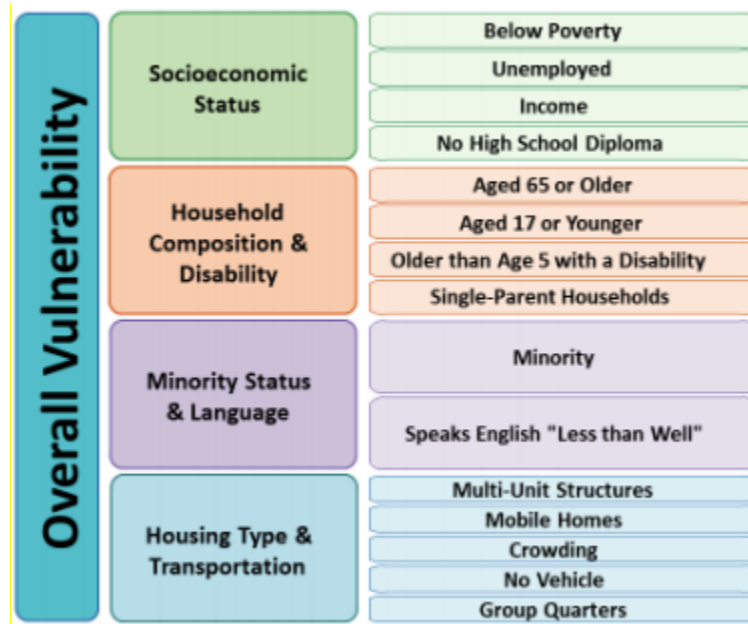 Overall Vulnerability
Socioeconomic
Status
Below Poverty
Unemployed
Income
No High School Diploma
Household
Composition &
Disability
Aged 65 or Older
Aged 17 or Younger
Older than Age 5 with a Disability
Single-Parent Households
Minority Status
& Language
Minority
Speaks English "Less than Well"
Housing Type &
Transportation
Multi-Unit Structures
Mobile Homes
Crowding
No Vehicle
Group Quarters